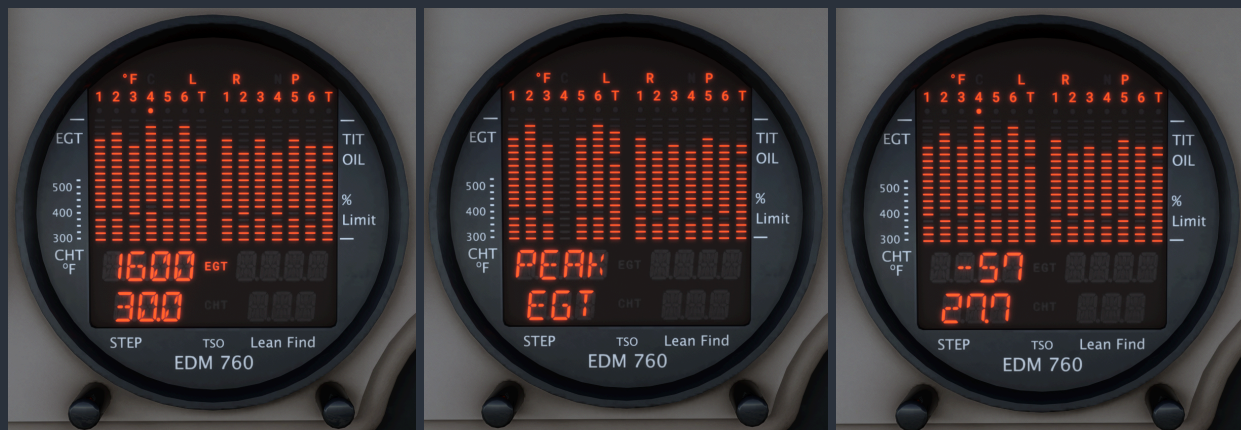 °F C L R N P
1 2 3 4 5 6 T 1 2 3 4 5 6 T
EGT
TIT
OIL
500
400
300
%
Limit
CHT
°F
1600 EGT
30.0 CHT
STEP TSO Lean Find
EDM 760
°F C L R N P
1 2 3 4 5 6 T 1 2 3 4 5 6 T
EGT
TIT
OIL
500
400
300
%
Limit
CHT
°F
PEAK EGT
EGT CHT
STEP TSO Lean Find
EDM 760
°F C L R N P
1 2 3 4 5 6 T 1 2 3 4 5 6 T
EGT
TIT
OIL
500
400
300
%
Limit
CHT
°F
-57 EGT
27.7 CHT
STEP TSO Lean Find
EDM 760